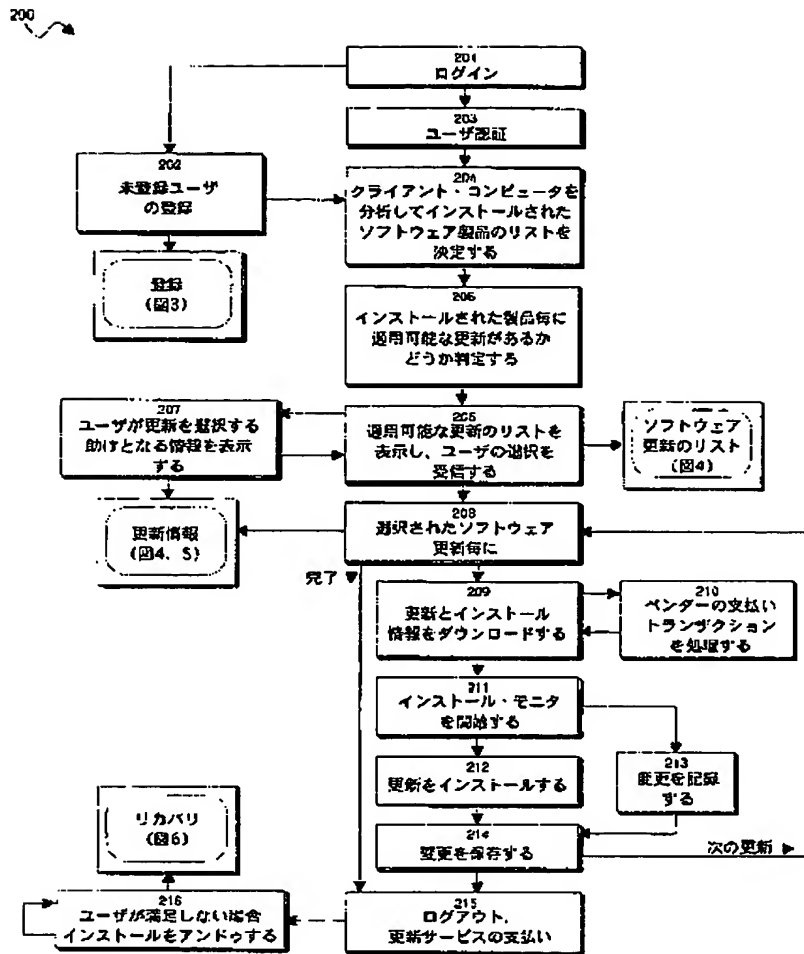 200
201
ログイン
203
ユーザ認証
202
未登録ユーザ
の登録
204
クライアント・コンピュータを
分析してインストールされた
ソフトウェア製品のリストを
決定する
登録
(図3)
205
インストールされた製品毎に
適用可能な更新があるか
どうか判定する
207
ユーザが更新を選択する
助けとなる情報を表示
する
206
適用可能な更新のリストを
表示し、ユーザの選択を
受信する
ソフトウェア
更新のリスト
(図4)
更新情報
(図4、5)
208
選択されたソフトウェア
更新毎に
完了
209
更新とインストール
情報をダウンロードする
210
ベンダーの支払い
トランザクション
を処理する
211
インストール・モニタ
を開始する
212
更新をインストールする
213
変更を記録
する
リカバリ
(図6)
214
変更を保存する
次の更新
216
ユーザが満足しない場合
インストールをアンドゥする
215
ログアウト、
更新サービスの支払い